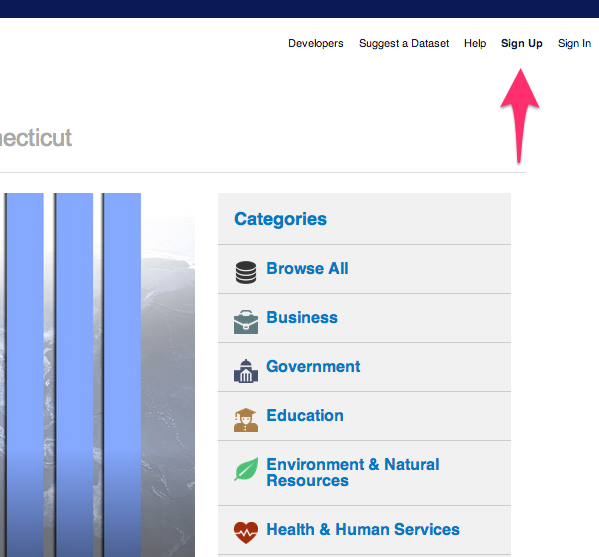 Developers Suggest a Dataset Help Sign Up Sign In
necticut
Categories
Browse All
Business
Government
Education
Environment & Natural
Resources
Health & Human Services